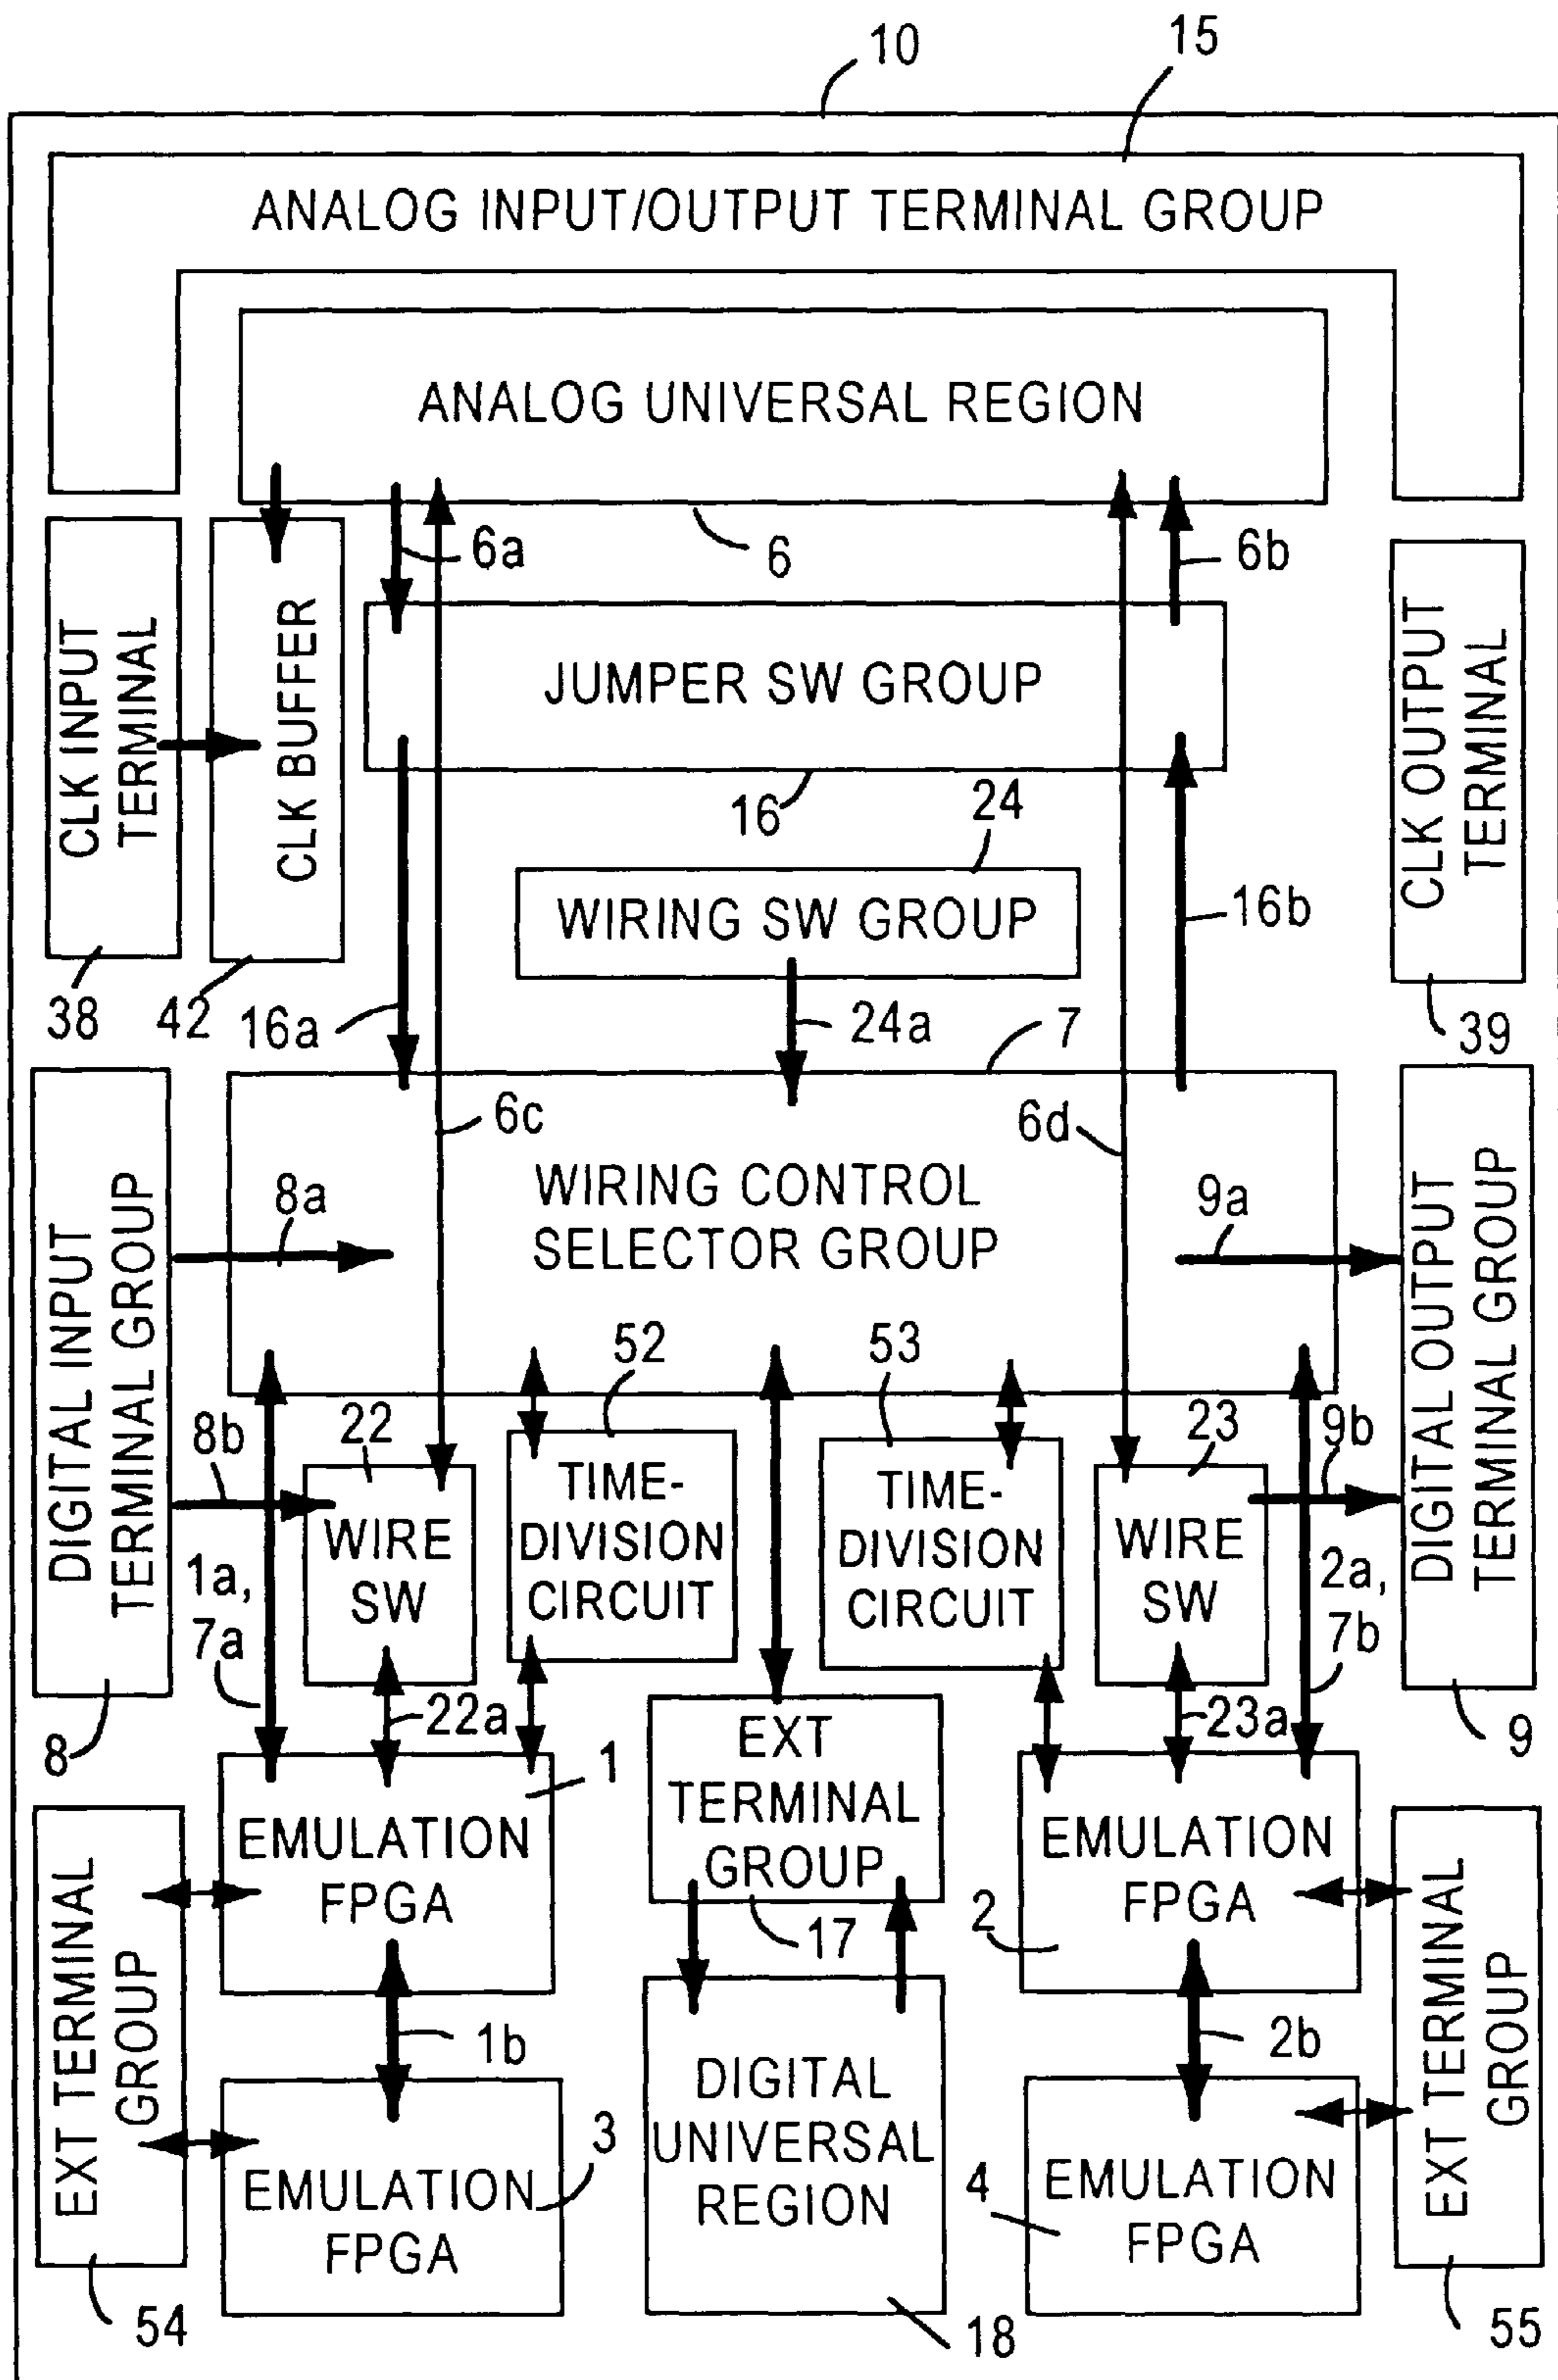 10
15
ANALOG INPUT/OUTPUT TERMINAL GROUP
ANALOG UNIVERSAL REGION
6a
6
6b
CLK INPUT
TERMINAL
CLK BUFFER
JUMPER SW GROUP
CLK OUTPUT
TERMINAL
16
24
WIRING SW GROUP
16b
38
42
16a
24a
7
39
6c
6d
DIGITAL INPUT
TERMINAL GROUP
8a
WIRING CONTROL
SELECTOR GROUP
9a
DIGITAL OUTPUT
TERMINAL GROUP
52
53
8b
22
23
9b
TIME-
DIVISION
CIRCUIT
TIME-
DIVISION
CIRCUIT
WIRE
SW
WIRE
SW
1a,
7a
2a,
7b
22a
23a
8
9
1
EXT
TERMINAL
GROUP
EMULATION
FPGA
EMULATION
FPGA
2
17
EXT TERMINAL
GROUP
EXT TERMINAL
GROUP
1b
2b
DIGITAL
UNIVERSAL
REGION
3
EMULATION
FPGA
4
EMULATION
FPGA
54
18
55